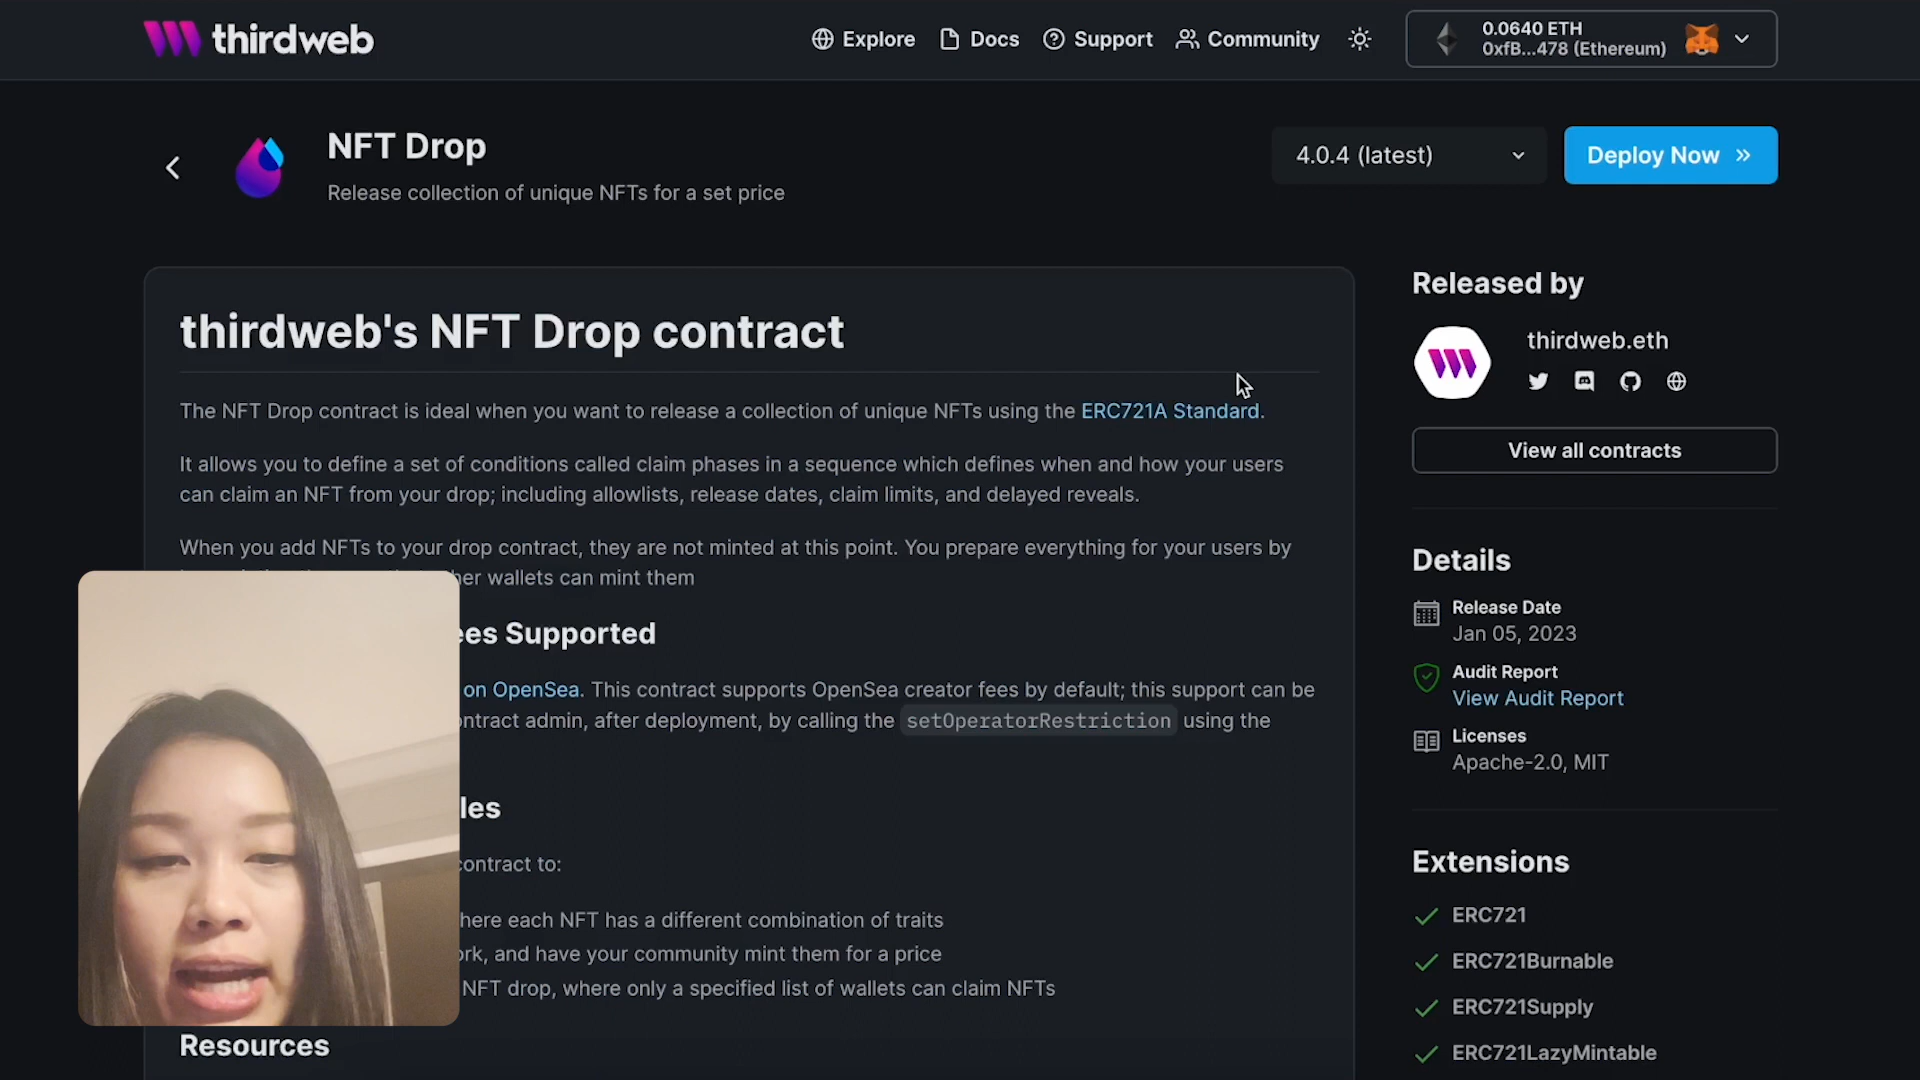 thirdweb
Explore
Docs
Support
Community
0.0640 ETH
0xfB...478 (Ethereum)
NFT Drop
Release collection of unique NFTs for a set price
4.0.4 (latest)
Deploy Now
thirdweb's NFT Drop contract
The NFT Drop contract is ideal when you want to release a collection of unique NFTs using the ERC721A Standard.
It allows you to define a set of conditions called claim phases in a sequence which defines when and how your users
can claim an NFT from your drop; including allowlists, release dates, claim limits, and delayed reveals.
When you add NFTs to your drop contract, they are not minted at this point. You prepare everything for your users by
her wallets can mint them
ees Supported
on OpenSea. This contract supports OpenSea creator fees by default; this support can be
ontract admin, after deployment, by calling the setOperatorRestriction using the
les
contract to:
here each NFT has a different combination of traits
ork, and have your community mint them for a price
NFT drop, where only a specified list of wallets can claim NFTs
Resources
Released by
thirdweb.eth
View all contracts
Details
Release Date
Jan 05, 2023
Audit Report
View Audit Report
Licenses
Apache-2.0, MIT
Extensions
ERC721
ERC721Burnable
ERC721Supply
ERC721LazyMintable